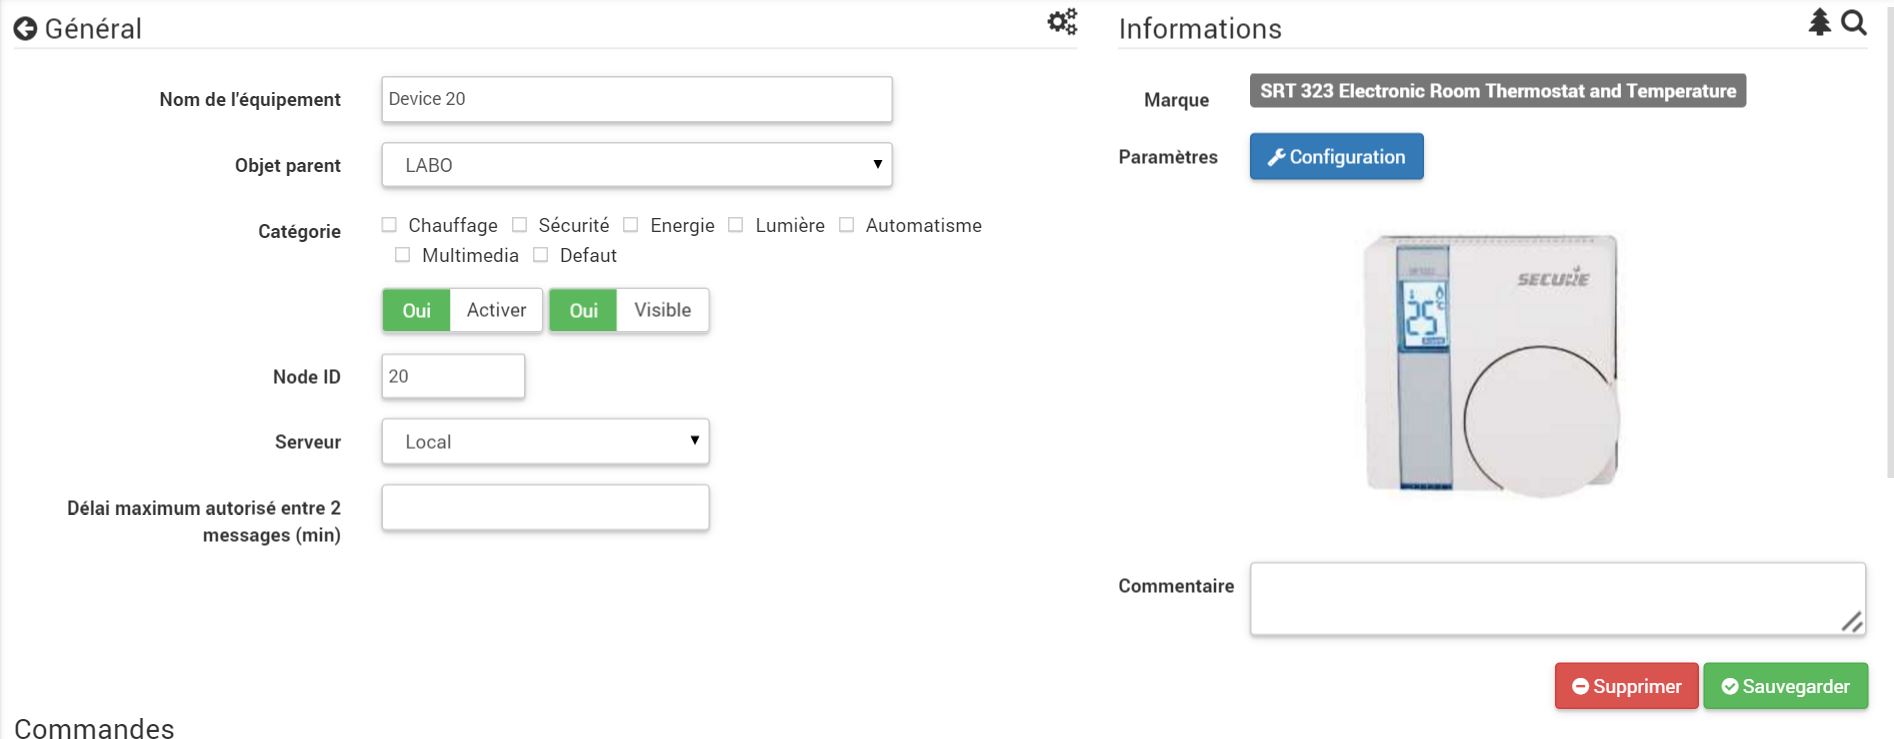 Général
Nom de l'équipement
Device 20
Objet parent
LABO
Catégorie
Chauffage Sécurité Energie Lumière Automatisme
Multimedia Defaut
Oui Activer Oui Visible
Node ID
20
Serveur
Local
Délai maximum autorisé entre 2
messages (min)
Commandes
Informations
Marque
SRT 323 Electronic Room Thermostat and Temperature
Paramètres
Configuration
SECURE
25
Commentaire
Supprimer Sauvegarder